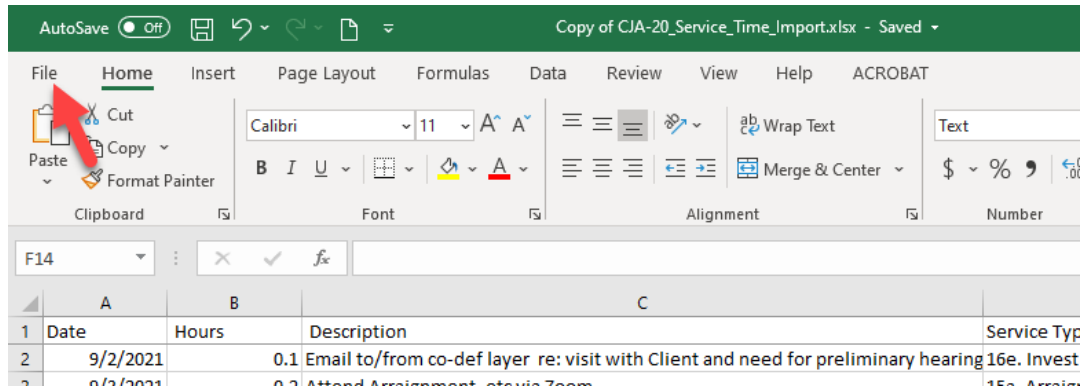 AutoSave Off Copy of CJA-20_Service_Time_Import.xlsx - Saved
File Home Insert Page Layout Formulas Data Review View Help ACROBAT
Cut
Calibri 11 A^ A˅ ab Wrap Text Text
Copy
Paste
B I U A Merge & Center $ % 9
Format Painter
Clipboard Font Alignment Number
F14 fx
A B C
1 Date Hours Description Service Typ
2 9/2/2021 0.1 Email to/from co-def layer re: visit with Client and need for preliminary hearing 16e. Invest
3 9/3/2021 0.2 Attend Arraignment, etc via Zoom 15a. Arraig